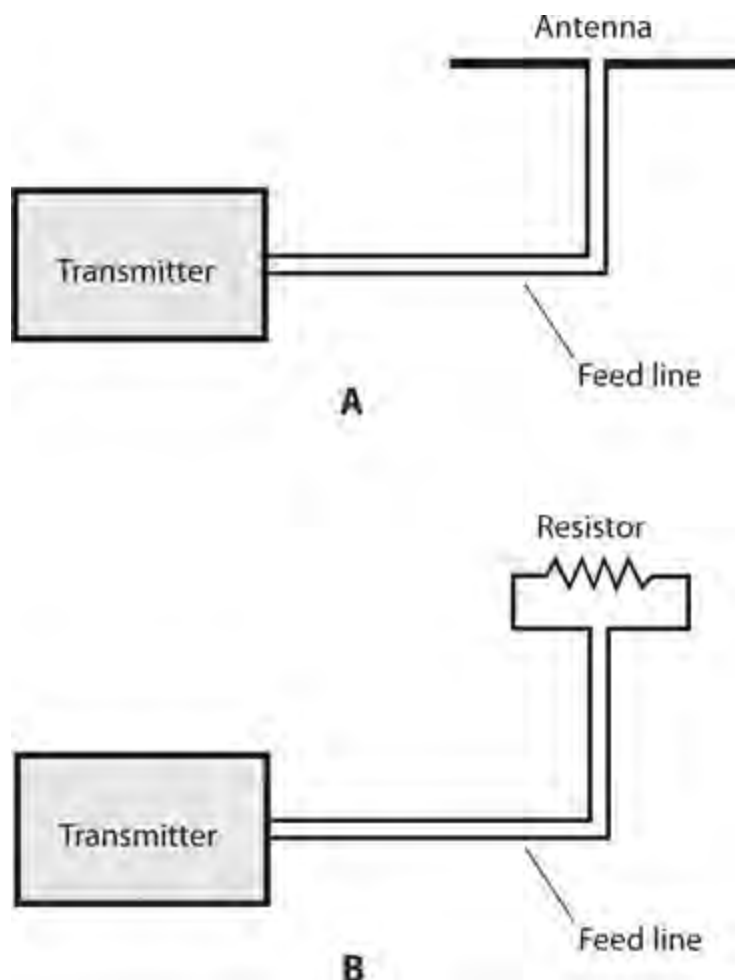 Antenna
Transmitter
Feed line
A
Resistor
Transmitter
Feed line
B